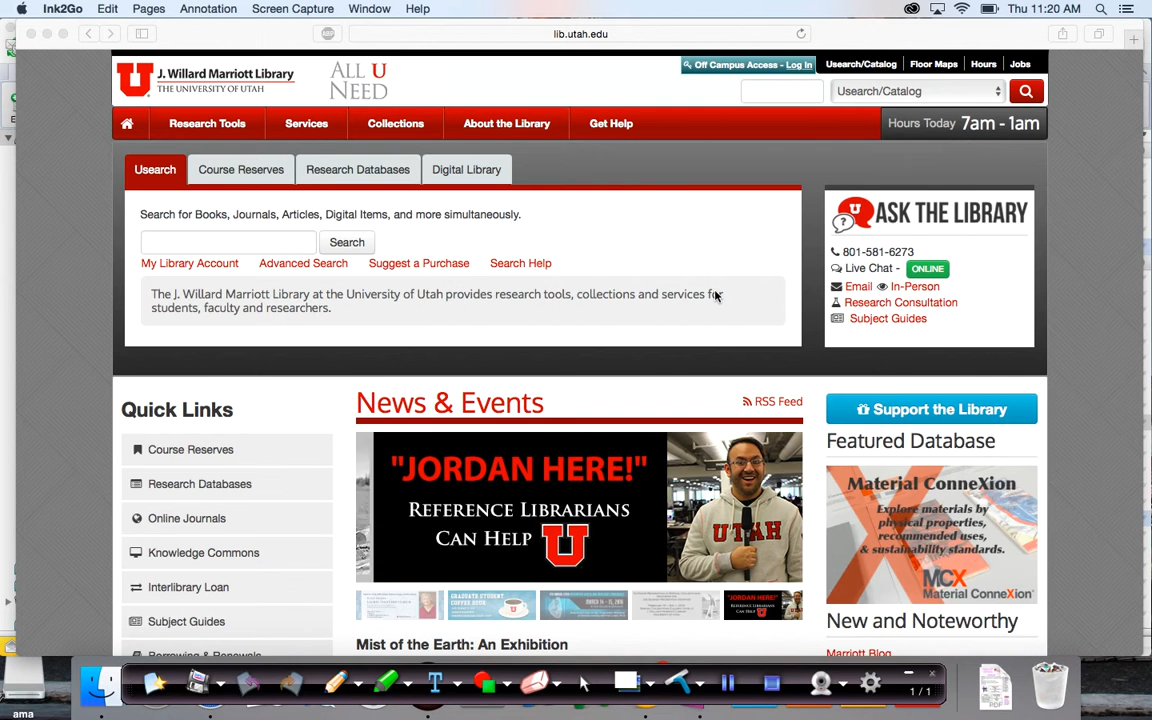 Ink2Go Edit Pages Annotation Screen Capture Window Help Thu 11:20 AM
lib.utah.edu
J. Willard Marriott Library
THE UNIVERSITY OF UTAH
ALL U
NEED
Off Campus Access - Log In Usearch/Catalog Floor Maps Hours Jobs
Usearch/Catalog
Research Tools Services Collections About the Library Get Help Hours Today 7am - 1am
Usearch Course Reserves Research Databases Digital Library
Search for Books, Journals, Articles, Digital Items, and more simultaneously.
Search
My Library Account Advanced Search Suggest a Purchase Search Help
The J. Willard Marriott Library at the University of Utah provides research tools, collections and services for
students, faculty and researchers.
U ? ASK THE LIBRARY
801-581-6273
Live Chat - ONLINE
Email In-Person
Research Consultation
Subject Guides
Quick Links
Course Reserves
Research Databases
Online Journals
Knowledge Commons
Interlibrary Loan
Subject Guides
News & Events
RSS Feed
"JORDAN HERE!"
REFERENCE LIBRARIANS
CAN HELP U
UTAH
Mist of the Earth: An Exhibition
Support the Library
Featured Database
Material ConneXion
Explore materials by
physical properties,
recommended uses,
& sustainability standards.
MCX
Material ConneXion
New and Noteworthy
Marriott Blog
1 / 1
PDF
ama